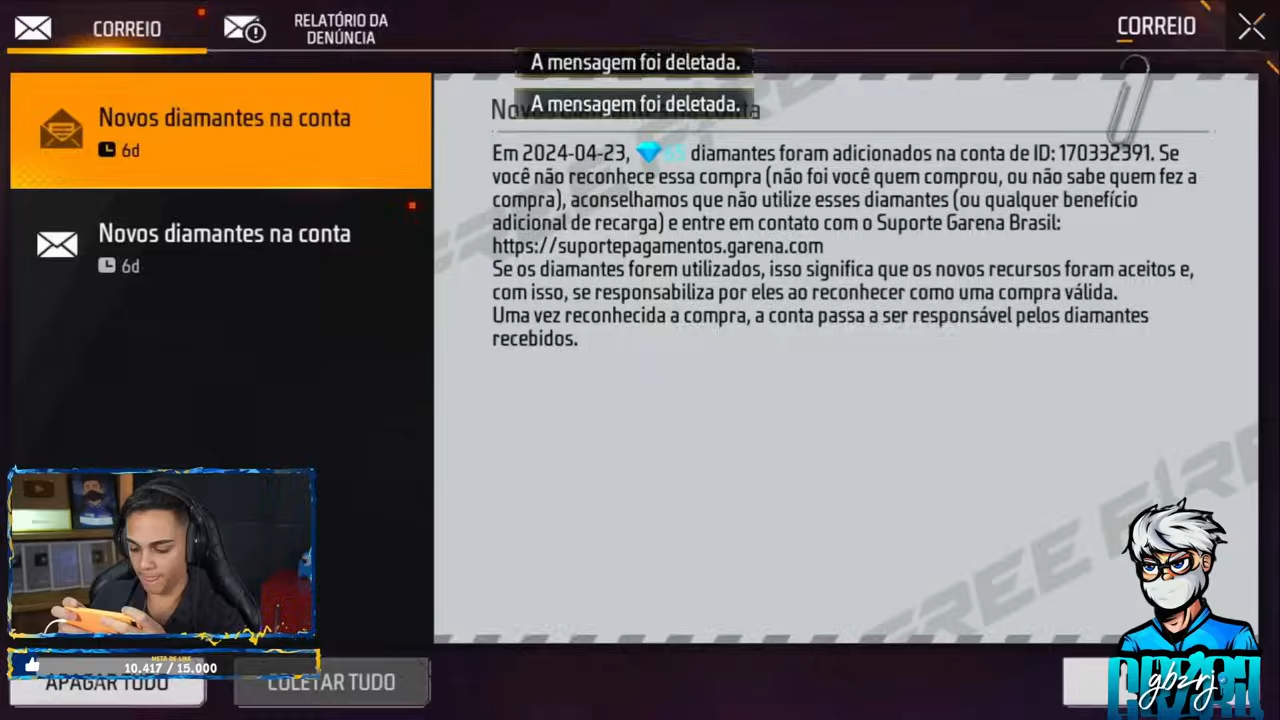 CORREIO
RELATÓRIO DA
DENÚNCIA
CORREIO
A mensagem foi deletada.
A mensagem foi deletada.
Novos diamantes na conta
6d
Novos diamantes na conta
6d
Em 2024-04-23, diamantes foram adicionados na conta de ID: 170332391. Se
você não reconhece essa compra (não foi você quem comprou, ou não sabe quem fez a
compra), aconselhamos que não utilize esses diamantes (ou qualquer benefício
adicional de recarga) e entre em contato com o Suporte Garena Brasil:
https://suportepagamentos.garena.com
Se os diamantes forem utilizados, isso significa que os novos recursos foram aceitos e,
com isso, se responsabiliza por eles ao reconhecer como uma compra válida.
Uma vez reconhecida a compra, a conta passa a ser responsável pelos diamantes
recebidos.
FREE FIRE
META DE LIKE
10.417 / 15.000
APAGAR TUDO
COLETAR TUDO
gbzrj